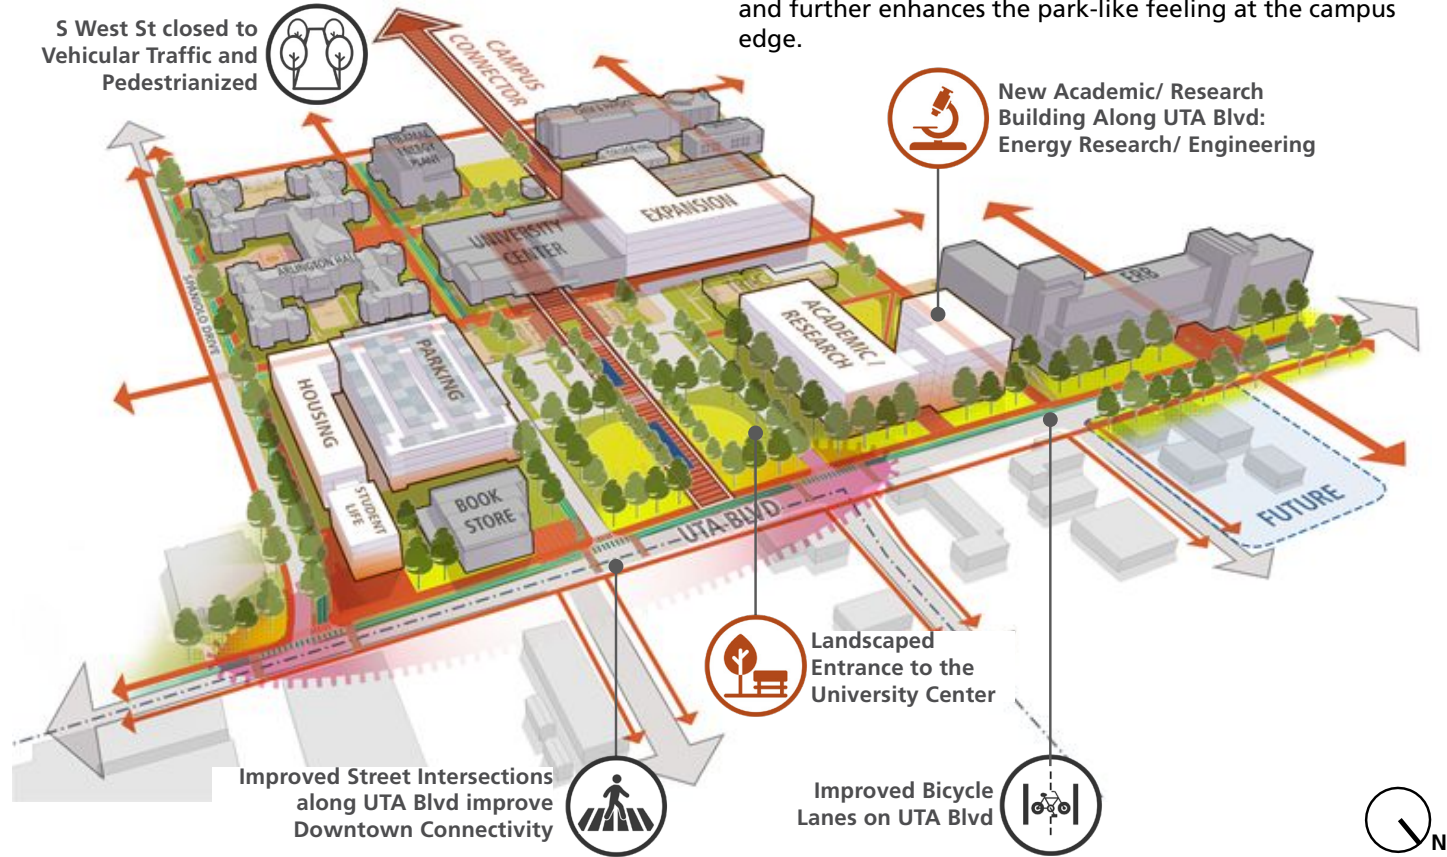 and further enhances the park-like feeling at the campus
edge.
S West St closed to
Vehicular Traffic and
Pedestrianized
CAMPUS
CONNECTOR
New Academic/ Research
Building Along UTA Blvd:
Energy Research/ Engineering
THERMAL
ENERGY
PLANT
EXPANSION
UNIVERSITY
CENTER
ARLINGTON HALL
ERB
SPANIOLO DRIVE
ACADEMIC /
RESEARCH
PARKING
HOUSING
STUDENT
LIFE
BOOK
STORE
UTA BLVD
FUTURE
Landscaped
Entrance to the
University Center
Improved Street Intersections
along UTA Blvd improve
Downtown Connectivity
Improved Bicycle
Lanes on UTA Blvd
N